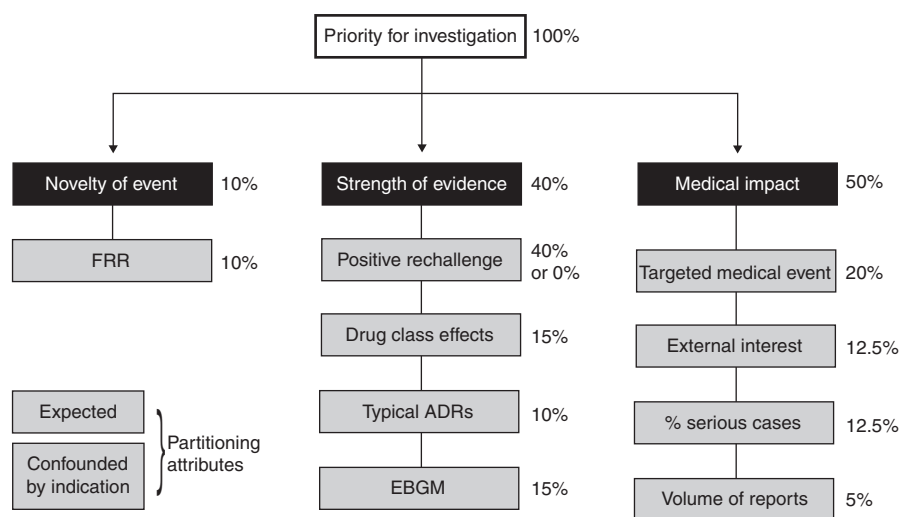 Priority for investigation 100%
Novelty of event 10%
FRR 10%
Expected
Confounded
by indication
Partitioning
attributes
Strength of evidence 40%
Positive rechallenge 40%
or 0%
Drug class effects 15%
Typical ADRs 10%
EBGM 15%
Medical impact 50%
Targeted medical event 20%
External interest 12.5%
% serious cases 12.5%
Volume of reports 5%